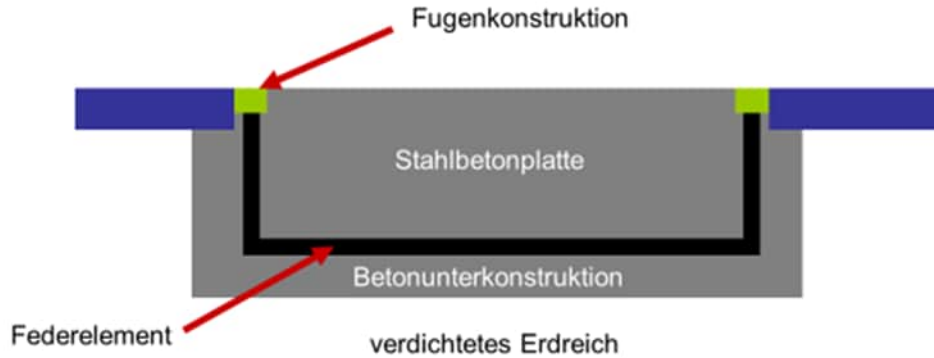 Fugenkonstruktion
Stahlbetonplatte
Betonunterkonstruktion
Federelement
verdichtetes Erdreich